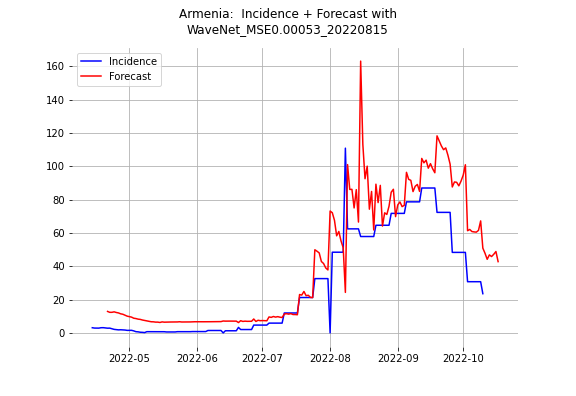 Armenia:  Incidence + Forecast with
WaveNet_MSE0.00053_20220815
Incidence
Forecast
160
140
120
100
80
60
40
20
0
2022-05 2022-06 2022-07 2022-08 2022-09 2022-10